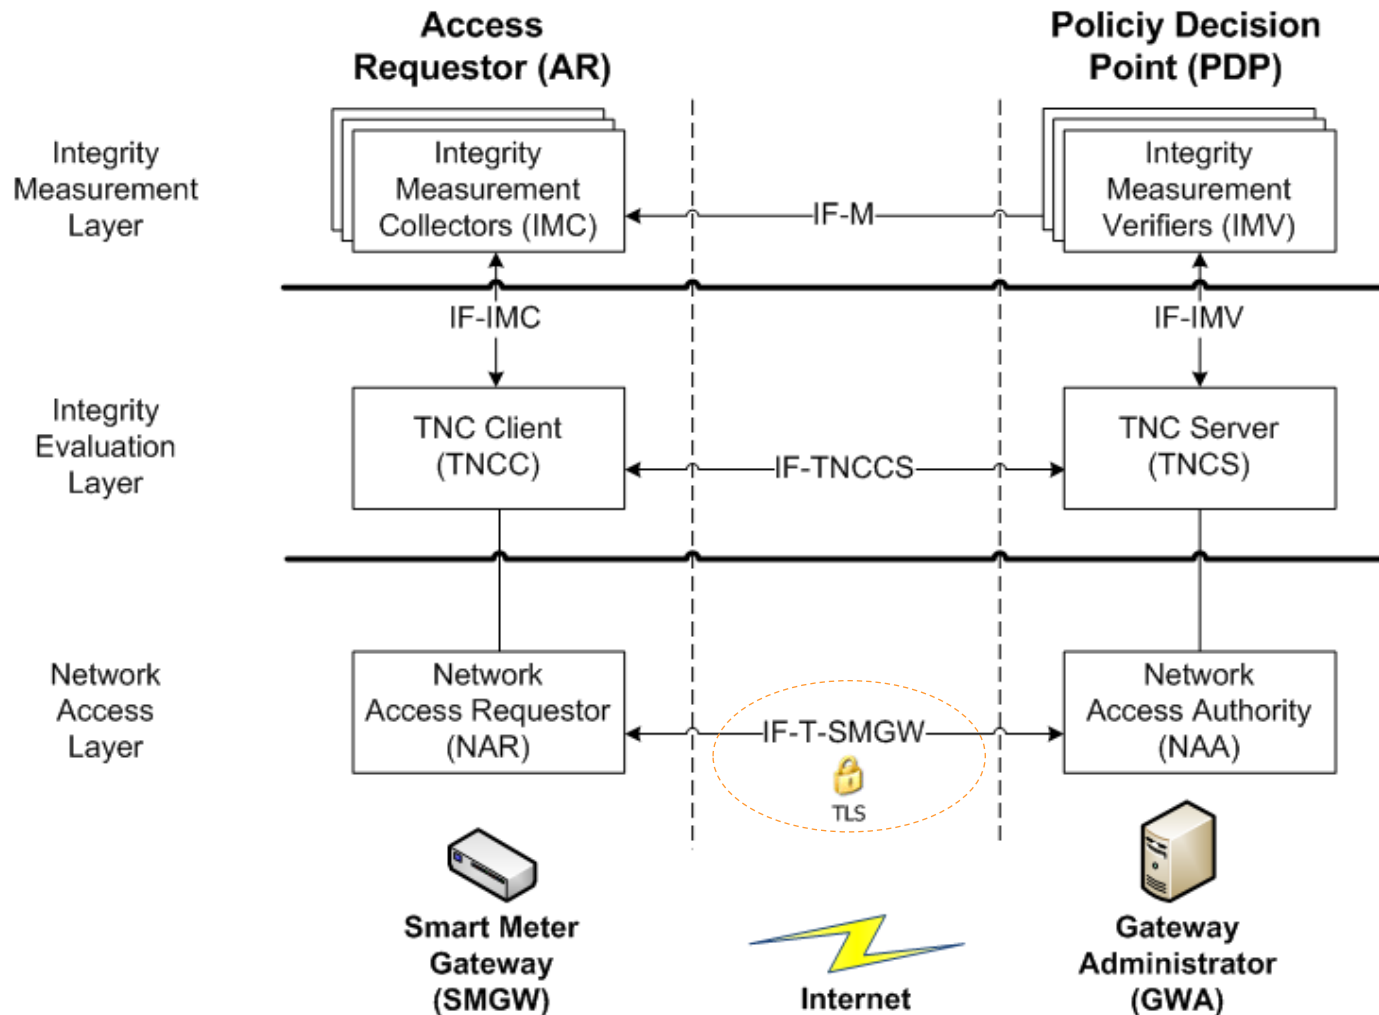 Access
Requestor (AR)
Policiy Decision
Point (PDP)
Integrity
Measurement
Layer
Integrity
Measurement
Collectors (IMC)
IF-M
Integrity
Measurement
Verifiers (IMV)
IF-IMC
IF-IMV
Integrity
Evaluation
Layer
TNC Client
(TNCC)
IF-TNCCS
TNC Server
(TNCS)
Network
Access
Layer
Network
Access Requestor
(NAR)
IF-T-SMGW
TLS
Network
Access Authority
(NAA)
Smart Meter
Gateway
(SMGW)
Internet
Gateway
Administrator
(GWA)